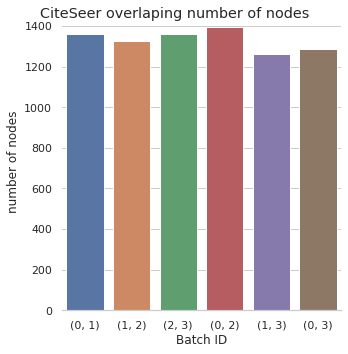 CiteSeer overlaping number of nodes
1400
1200
1000
800
600
400
200
0
number of nodes
(0, 1) (1, 2) (2, 3) (0, 2) (1, 3) (0, 3)
Batch ID